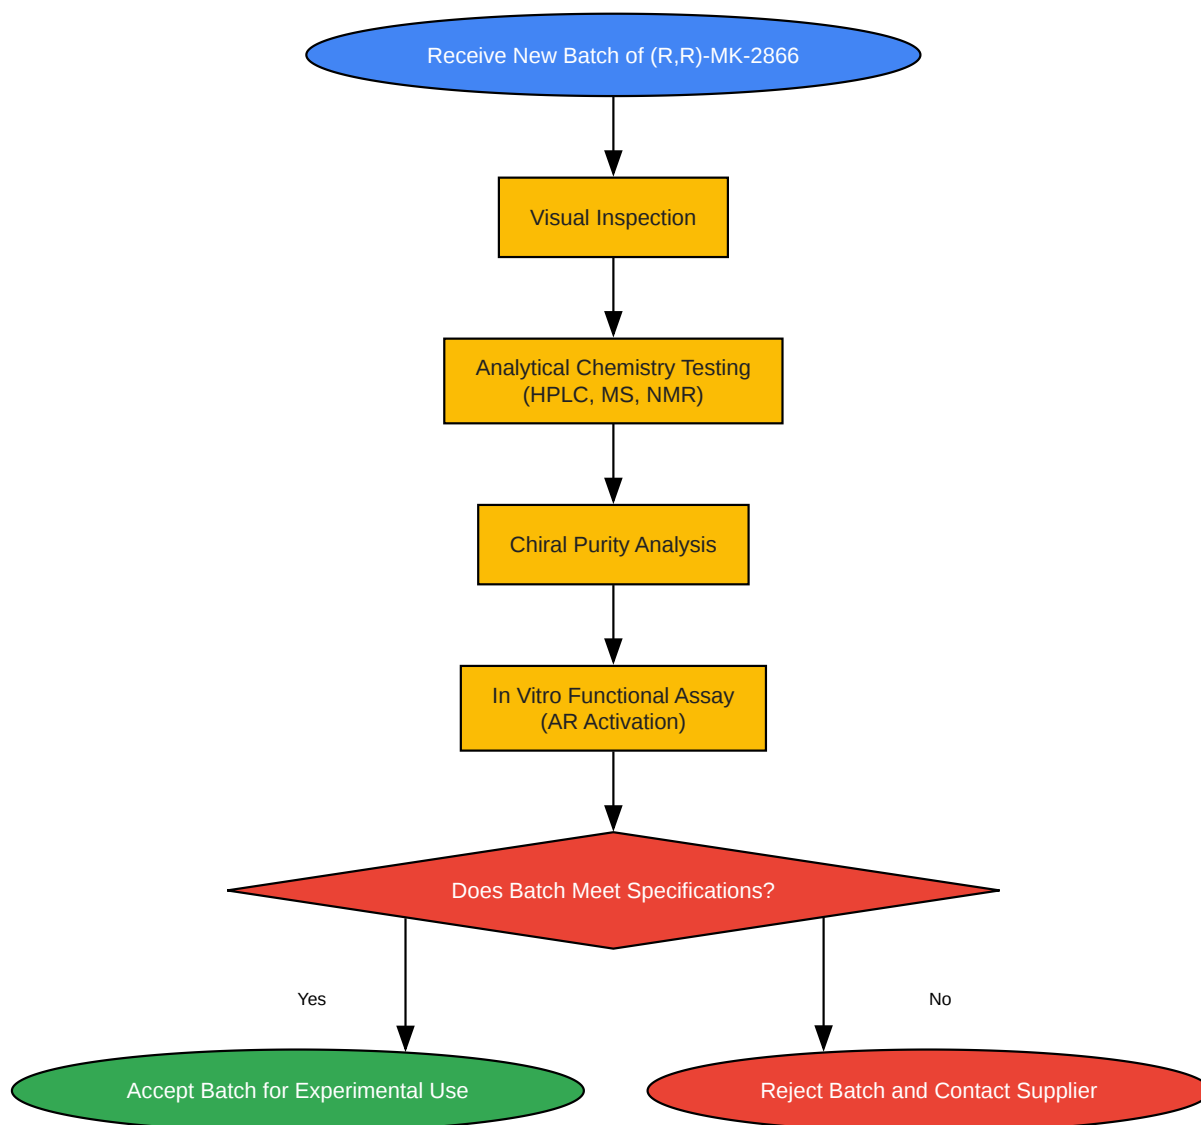 Receive New Batch of (R,R)-MK-2866
Visual Inspection
Analytical Chemistry Testing
(HPLC, MS, NMR)
Chiral Purity Analysis
In Vitro Functional Assay
(AR Activation)
Does Batch Meet Specifications?
Yes
No
Accept Batch for Experimental Use
Reject Batch and Contact Supplier